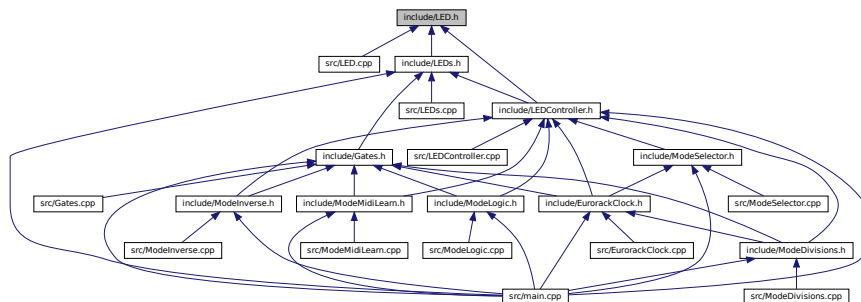 include/LED.h
src/LED.cpp
include/LEDs.h
src/LEDs.cpp
include/LEDController.h
include/Gates.h
src/LEDController.cpp
include/ModeSelector.h
src/Gates.cpp
include/ModeInverse.h
include/ModeMidiLearn.h
include/ModeLogic.h
include/EurorackClock.h
src/ModeSelector.cpp
src/ModeInverse.cpp
src/ModeMidiLearn.cpp
src/ModeLogic.cpp
src/EurorackClock.cpp
include/ModeDivisions.h
src/main.cpp
src/ModeDivisions.cpp